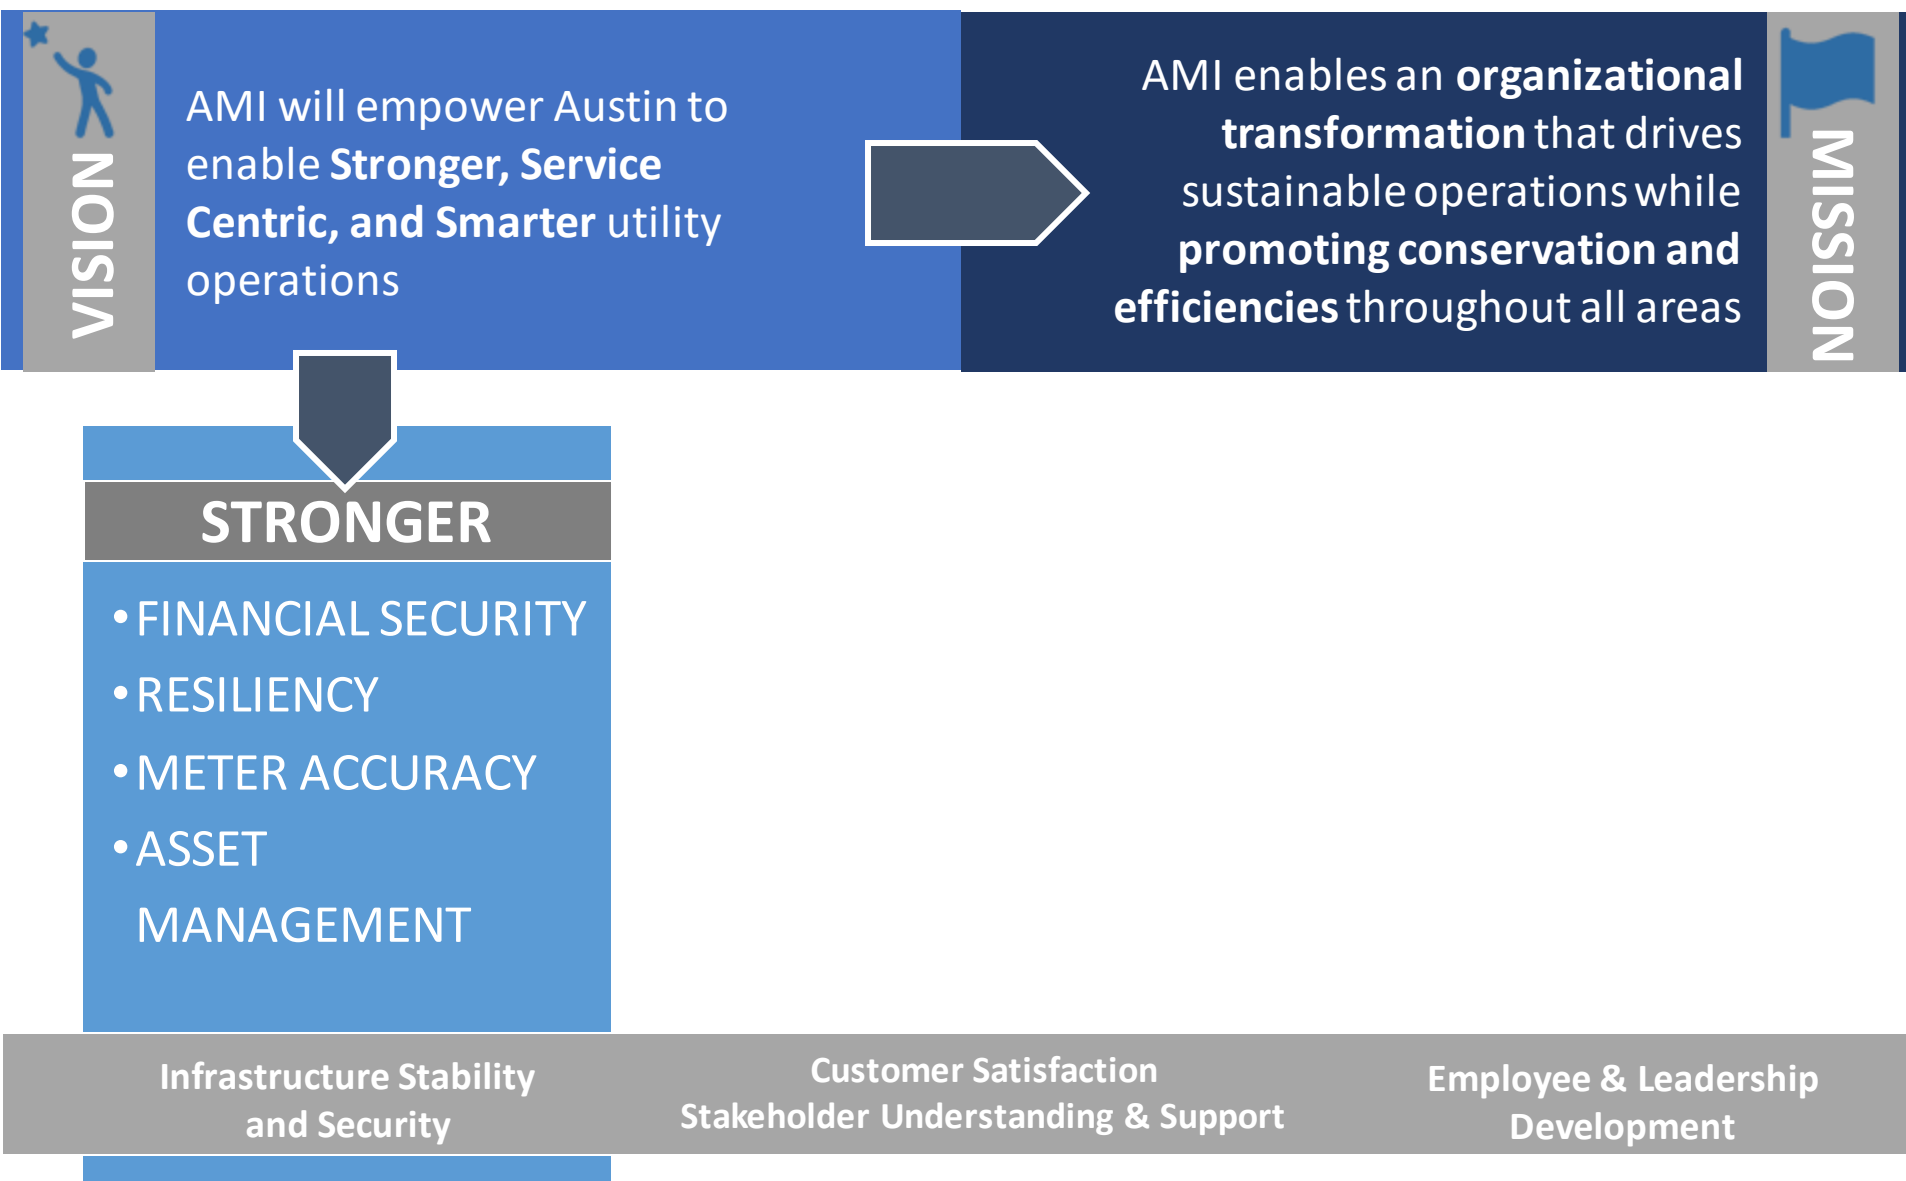 VISION
AMI will empower Austin to
enable Stronger, Service
Centric, and Smarter utility
operations
AMI enables an organizational
transformation that drives
sustainable operations while
promoting conservation and
efficiencies throughout all areas
MISSION
STRONGER
•FINANCIAL SECURITY
•RESILIENCY
•METER ACCURACY
•ASSET
MANAGEMENT
Infrastructure Stability
and Security
Customer Satisfaction
Stakeholder Understanding & Support
Employee & Leadership
Development